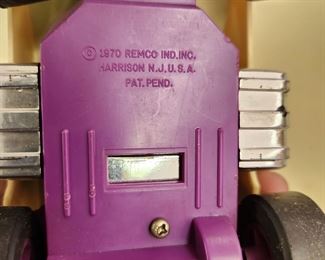 © 1970 REMCO IND. INC.
HARRISON N.J., U.S.A.
PAT. PEND.